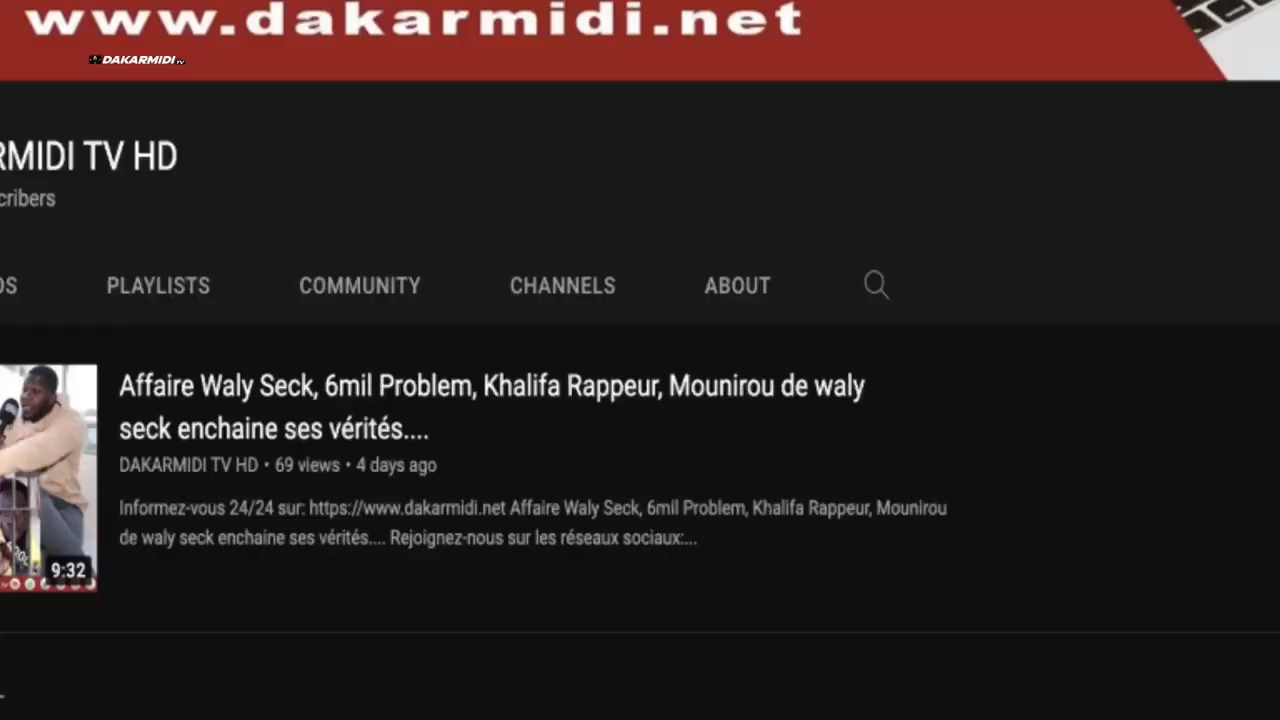 www.dakarmidi.net
DAKARMIDI TV
RMIDI TV HD
cribers
OS PLAYLISTS COMMUNITY CHANNELS ABOUT
Affaire Waly Seck, 6mil Problem, Khalifa Rappeur, Mounirou de waly
seck enchaine ses vérités....
DAKARMIDI TV HD • 69 views • 4 days ago
Informez-vous 24/24 sur: https://www.dakarmidi.net Affaire Waly Seck, 6mil Problem, Khalifa Rappeur, Mounirou
de waly seck enchaine ses vérités.... Rejoignez-nous sur les réseaux sociaux:...
9:32